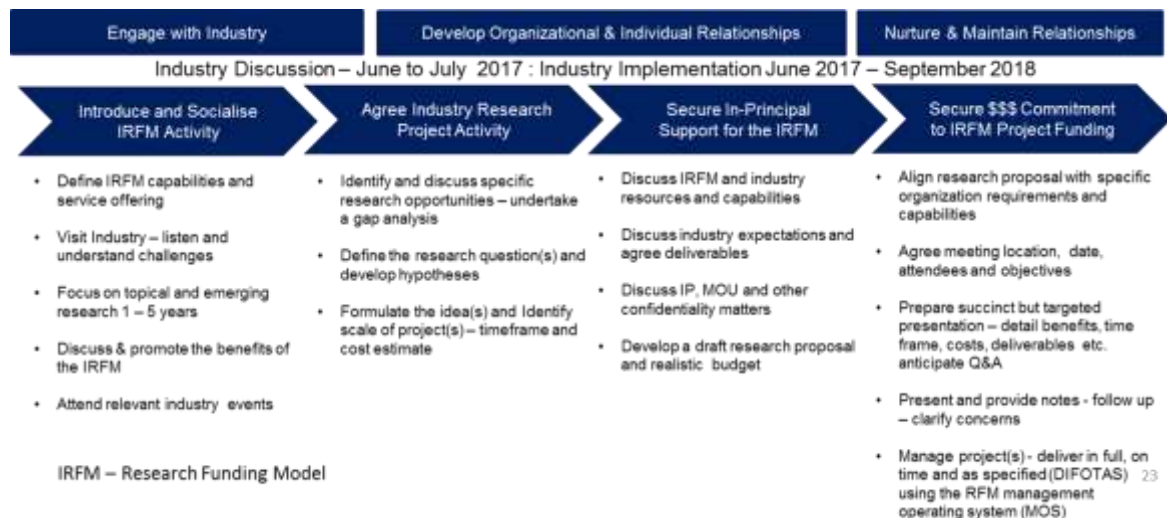 Engage with Industry
Develop Organizational & Individual Relationships
Nurture & Maintain Relationships
Industry Discussion – June to July 2017 : Industry Implementation June 2017 – September 2018
Introduce and Socialise
IRFM Activity
Agree Industry Research
Project Activity
Secure In-Principal
Support for the IRFM
Secure $$$ Commitment
to IRFM Project Funding
• Define IRFM capabilities and
service offering
• Visit Industry – listen and
understand challenges
• Focus on topical and emerging
research 1 – 5 years
• Discuss & promote the benefits of
the IRFM
• Attend relevant industry events
• Identify and discuss specific
research opportunities – undertake
a gap analysis
• Define the research question(s) and
develop hypotheses
• Formulate the idea(s) and Identify
scale of project(s) – timeframe and
cost estimate
• Discuss IRFM and industry
resources and capabilities
• Discuss industry expectations and
agree deliverables
• Discuss IP, MOU and other
confidentiality matters
• Develop a draft research proposal
and realistic budget
• Align research proposal with specific
organization requirements and
capabilities
• Agree meeting location, date,
attendees and objectives
• Prepare succinct but targeted
presentation – detail benefits, time
frame, costs, deliverables etc.
anticipate Q&A
• Present and provide notes - follow up
– clarify concerns
• Manage project(s) - deliver in full, on
time and as specified (DIFOTAS)
using the RFM management
operating system (MOS)
IRFM – Research Funding Model
23